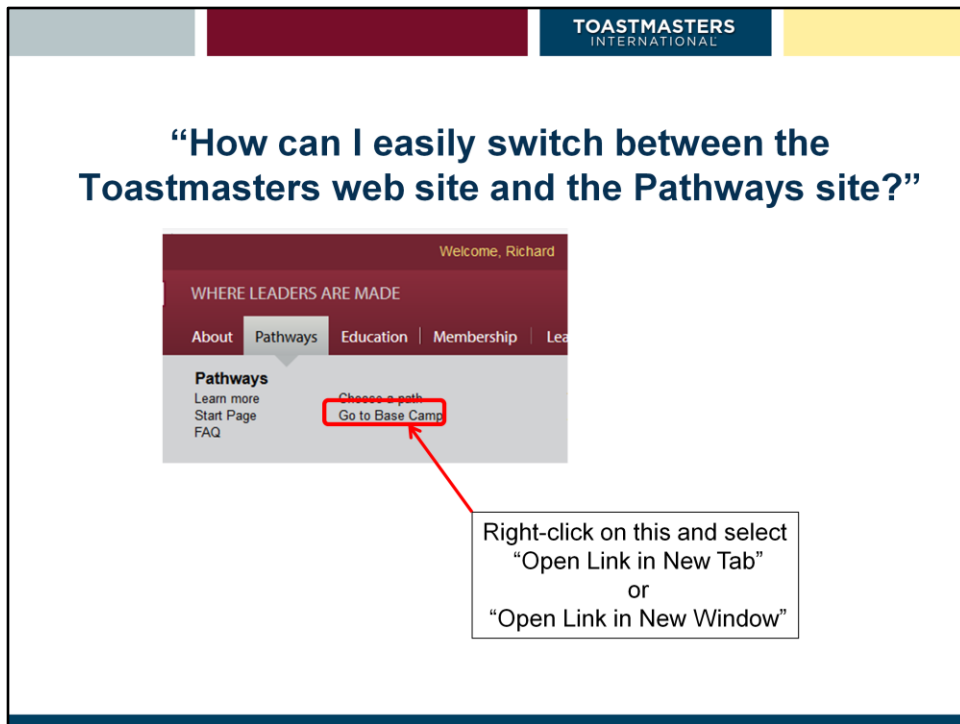 TOASTMASTERS
INTERNATIONAL
“How can I easily switch between the
Toastmasters web site and the Pathways site?”
Welcome, Richard
WHERE LEADERS ARE MADE
About Pathways Education Membership Lea
Pathways
Learn more Choose a path
Start Page Go to Base Camp
FAQ
Right-click on this and select
“Open Link in New Tab”
or
“Open Link in New Window”